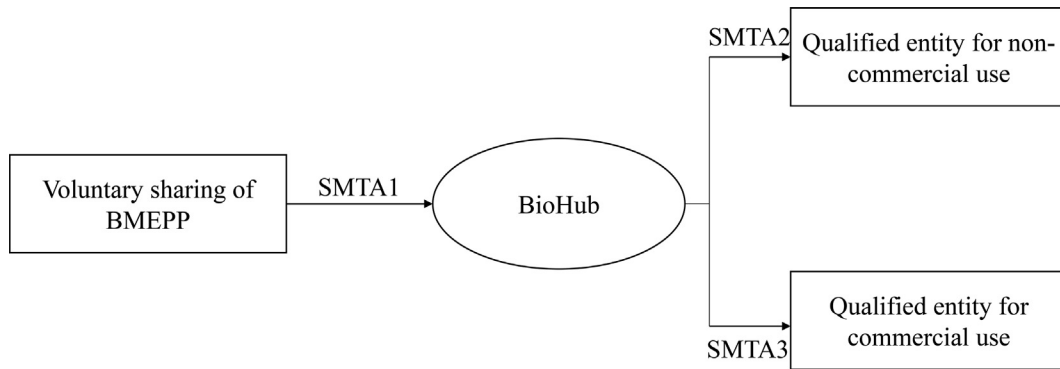 Voluntary sharing of
BMEPP
SMTA1
BioHub
SMTA2
Qualified entity for non-
commercial use
SMTA3
Qualified entity for
commercial use